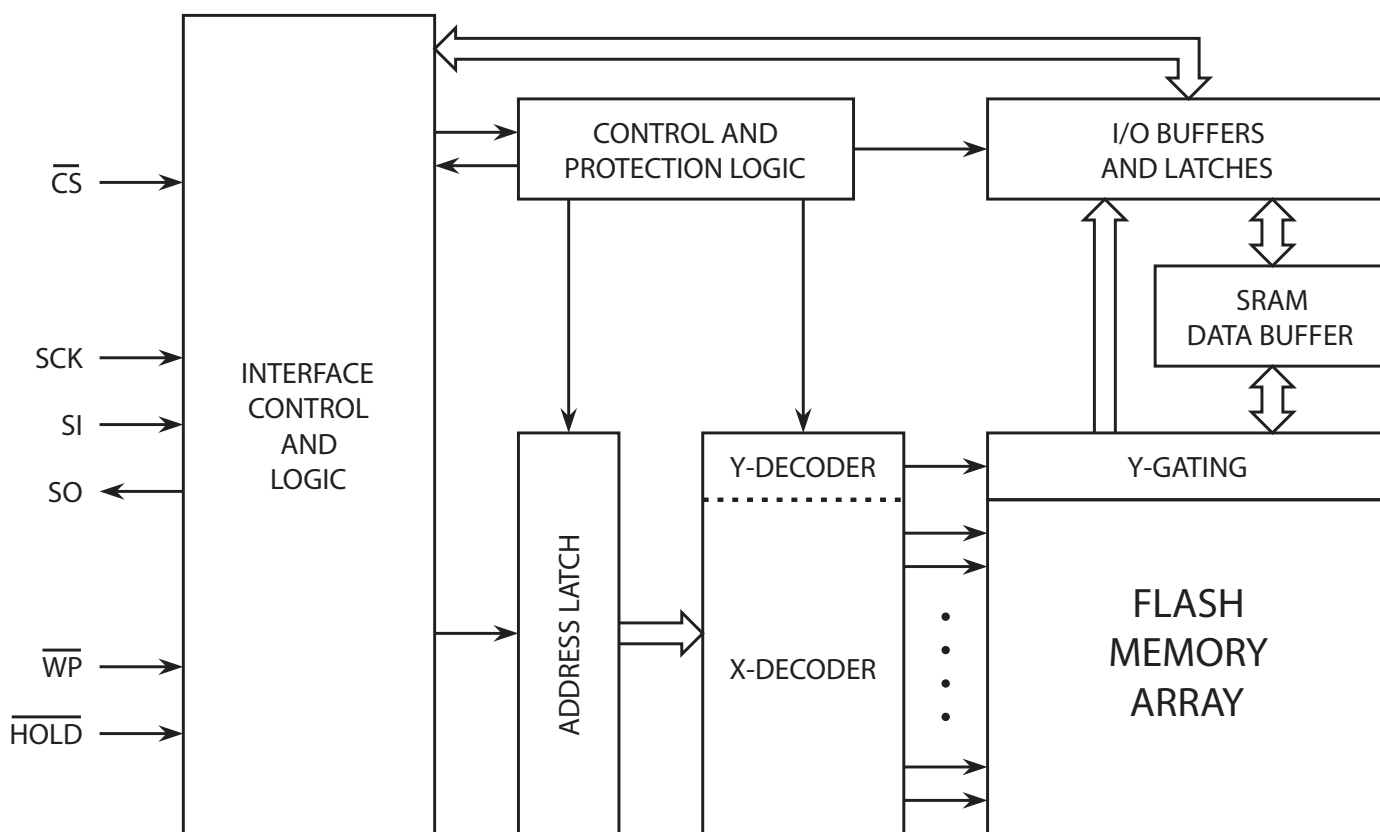 CONTROL AND
PROTECTION LOGIC
I/O BUFFERS
AND LATCHES
CS
SRAM
DATA BUFFER
SCK
INTERFACE
CONTROL
AND
LOGIC
SI
SO
Y-DECODER
Y-GATING
ADDRESS LATCH
X-DECODER
FLASH
MEMORY
ARRAY
WP
HOLD